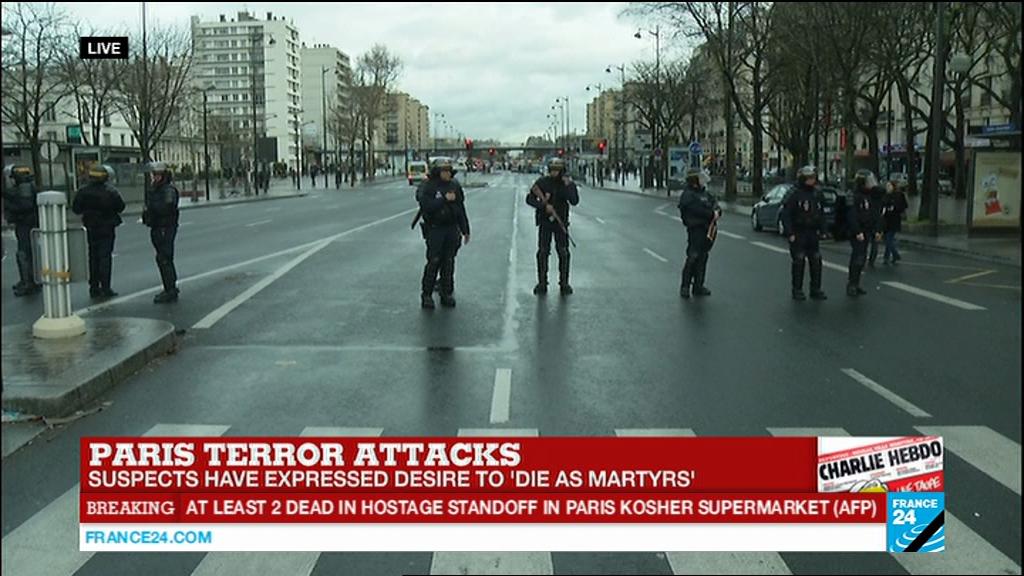 LIVE
PARIS TERROR ATTACKS
SUSPECTS HAVE EXPRESSED DESIRE TO 'DIE AS MARTYRS'
CHARLIE HEBDO
BREAKING AT LEAST 2 DEAD IN HOSTAGE STANDOFF IN PARIS KOSHER SUPERMARKET (AFP)
FRANCE 24
FRANCE24.COM